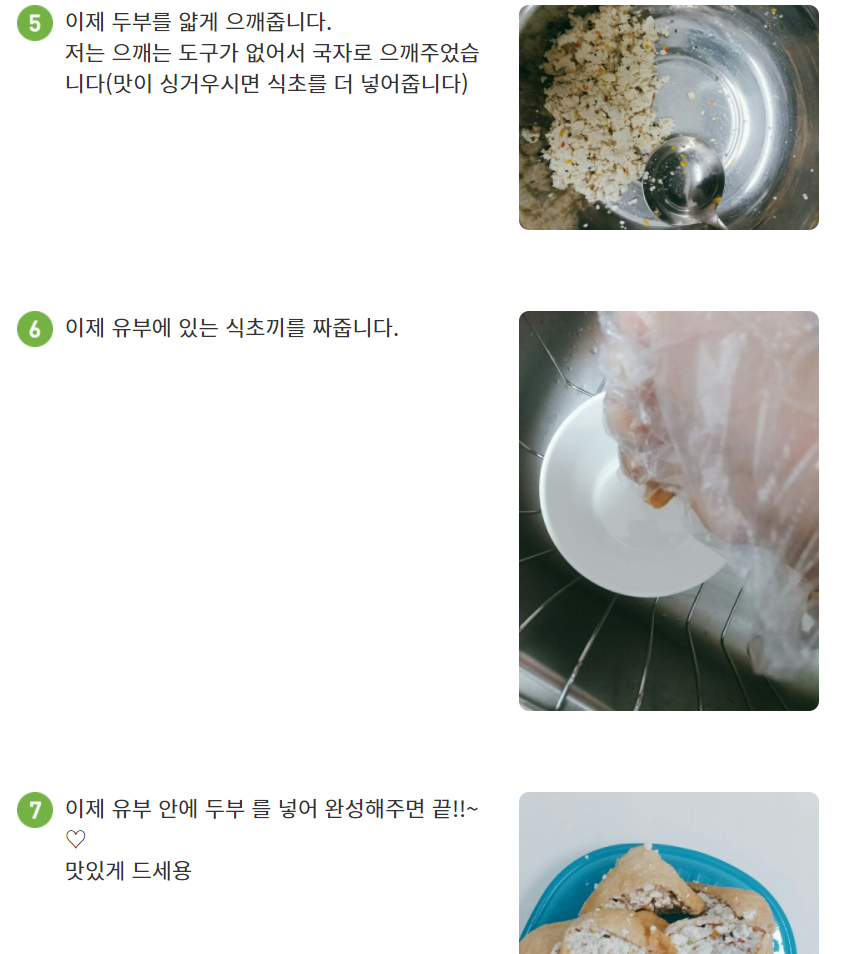 5 이제 두부를 얇게 으깨줍니다.
저는 으깨는 도구가 없어서 국자로 으깨주었습
니다(맛이 싱거우시면 식초를 더 넣어줍니다)
6 이제 유부에 있는 식초끼를 짜줍니다.
7 이제 유부 안에 두부 를 넣어 완성해주면 끝!!~
♡
맛있게 드세용